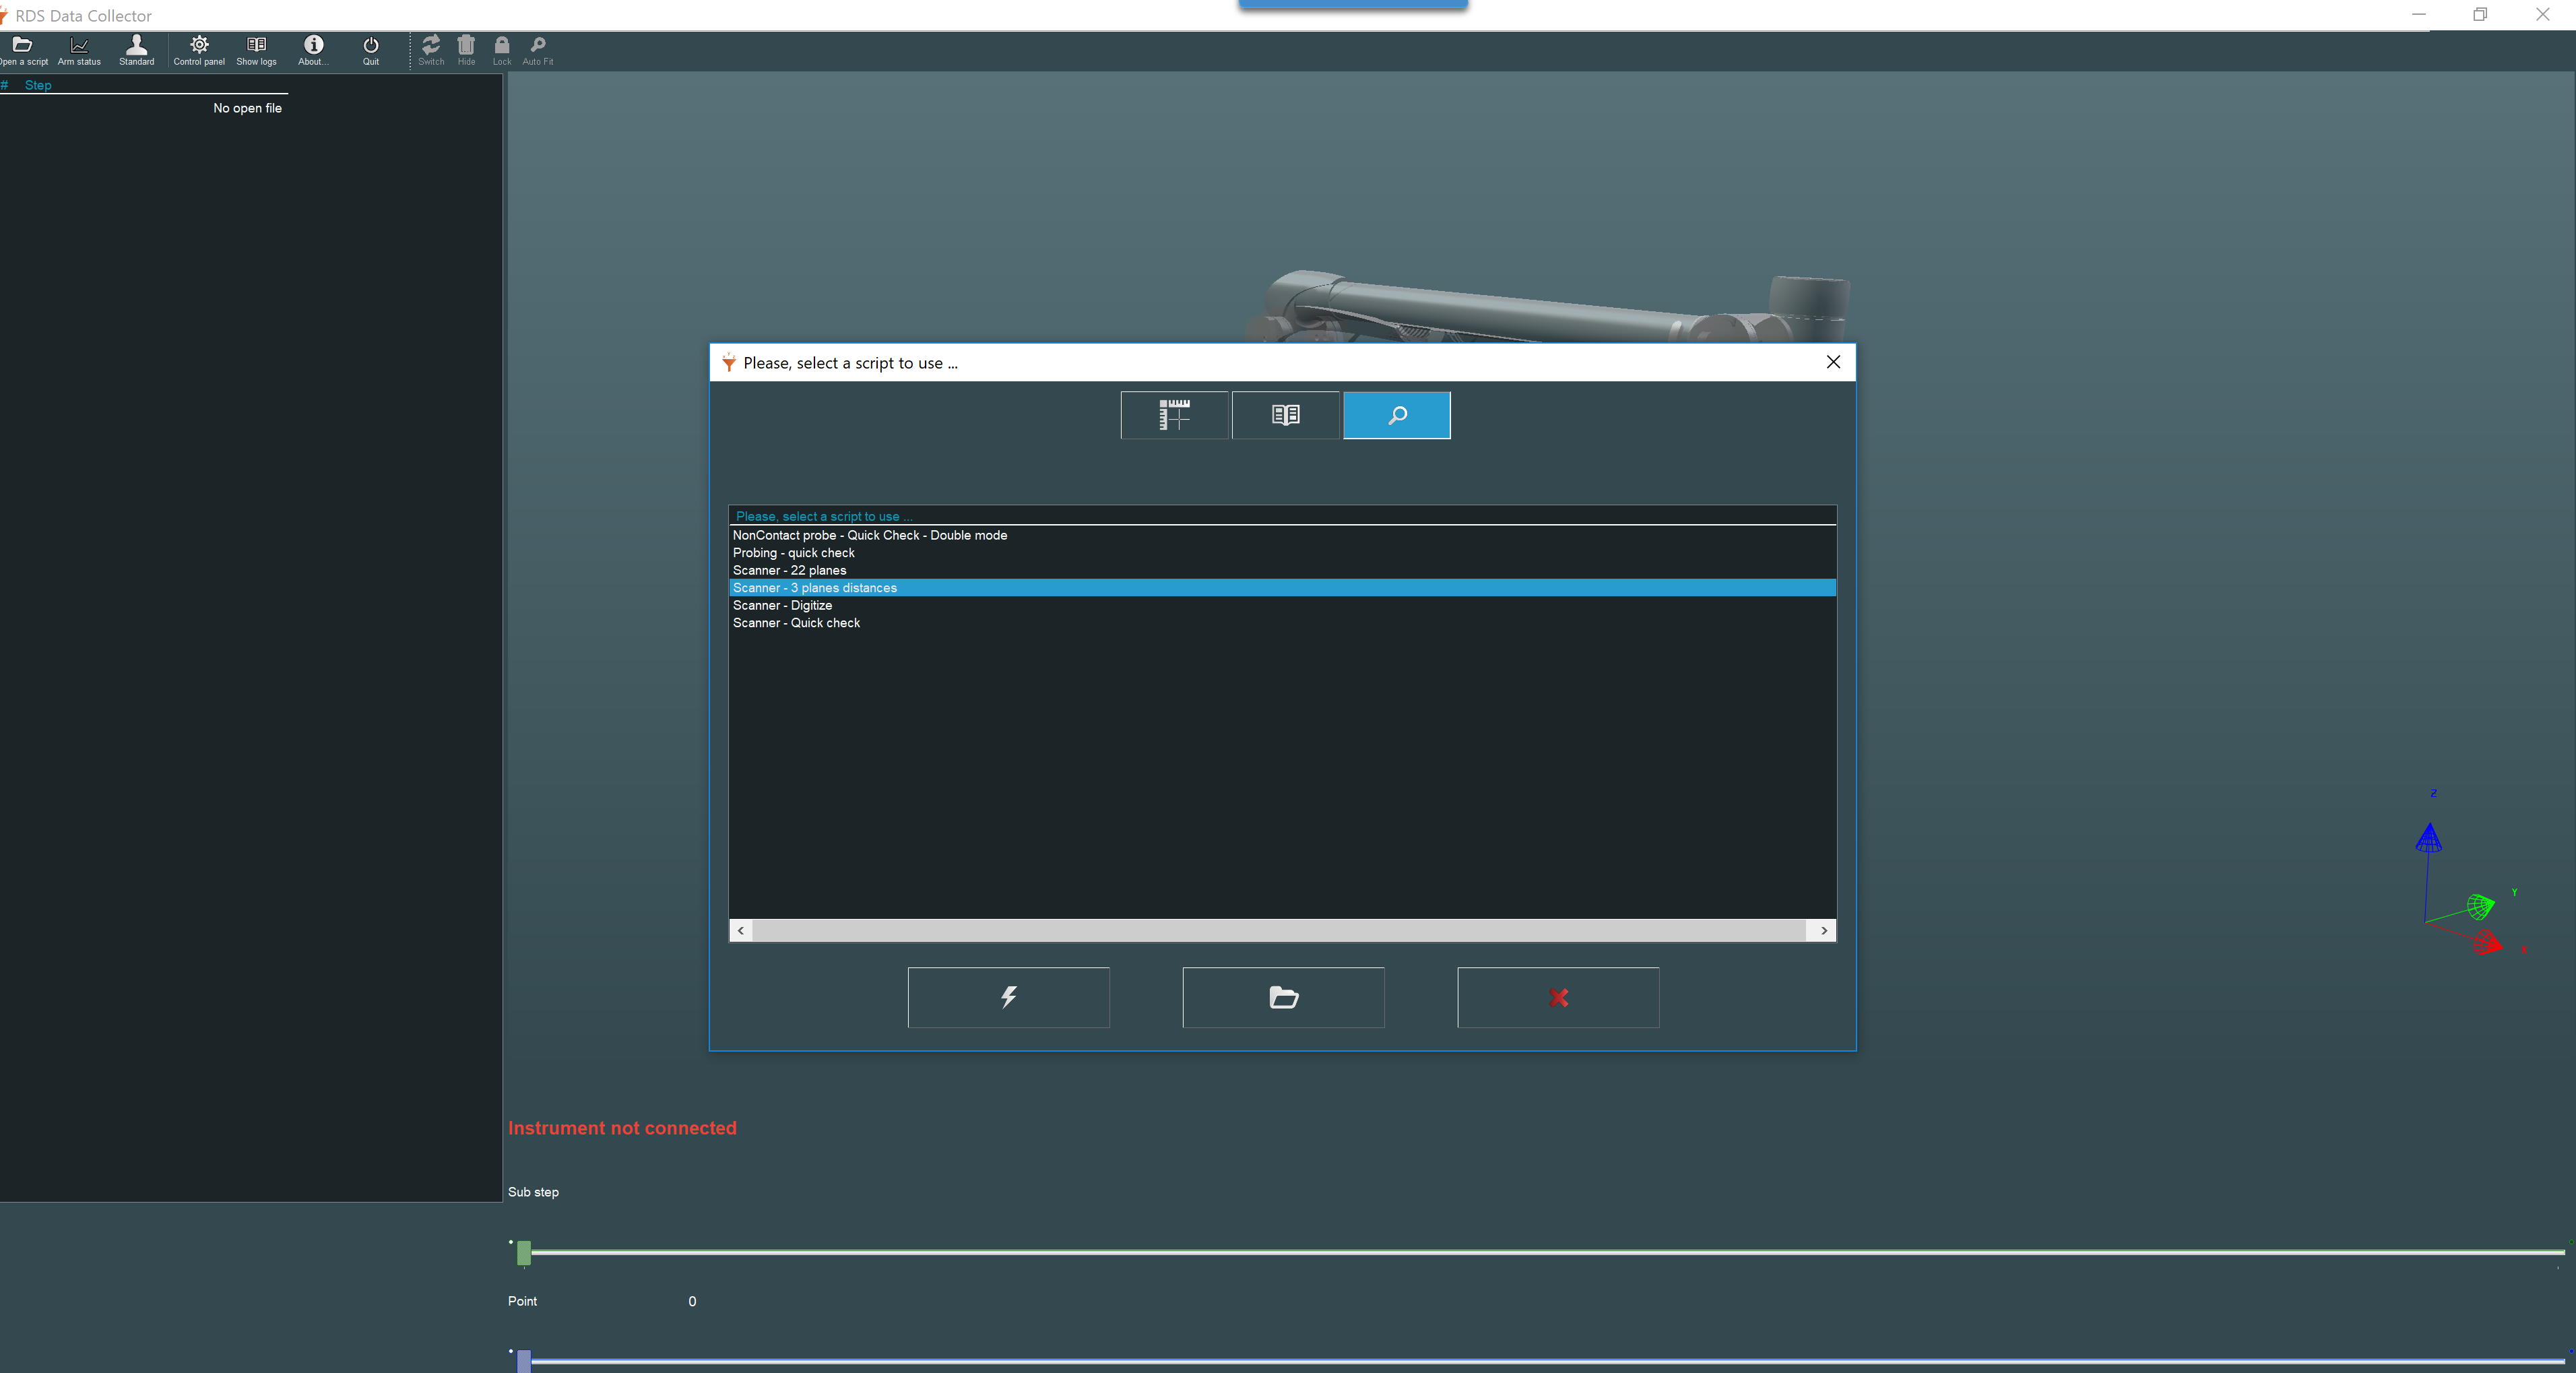 RDS Data Collector
Open a script Arm status Standard Control panel Show logs About... Quit Switch Hide Lock Auto Fit
# Step
No open file
Please, select a script to use ...
Please, select a script to use ...
NonContact probe - Quick Check - Double mode
Probing - quick check
Scanner - 22 planes
Scanner - 3 planes distances
Scanner - Digitize
Scanner - Quick check
Z
Y
X
Instrument not connected
Sub step
Point 0